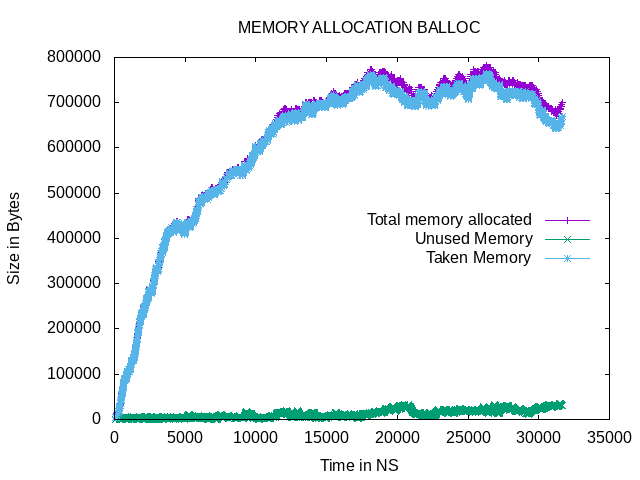 MEMORY ALLOCATION BALLOC
800000
700000
600000
500000
400000
300000
200000
100000
0
Size in Bytes
Total memory allocated
Unused Memory
Taken Memory
0 5000 10000 15000 20000 25000 30000 35000
Time in NS